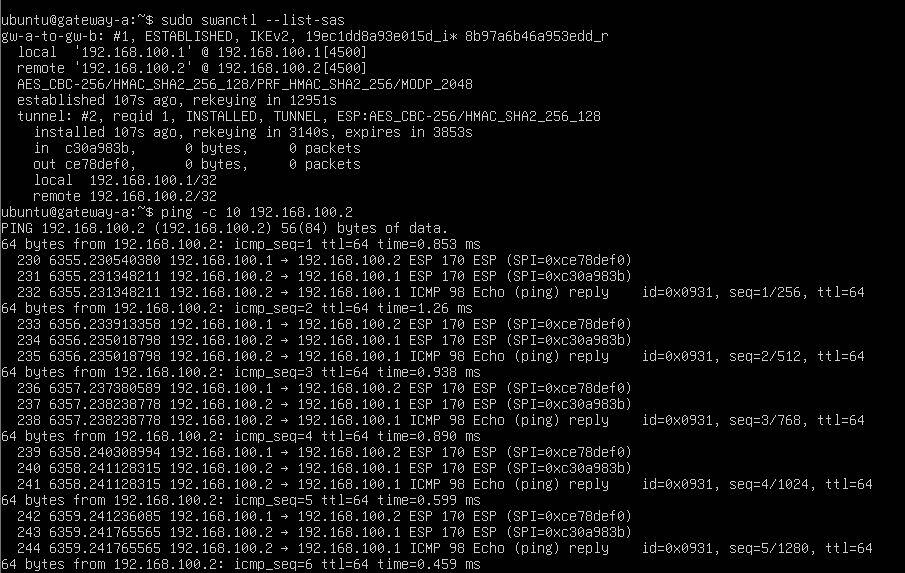 ubuntu@gateway-a:~$ sudo swanctl --list-sas
gw-a-to-gw-b: #1, ESTABLISHED, IKEv2, 19ec1dd8a93e015d_i* 8b97a6b46a953edd_r
  local  '192.168.100.1' @ 192.168.100.1[4500]
  remote '192.168.100.2' @ 192.168.100.2[4500]
  AES_CBC-256/HMAC_SHA2_256_128/PRF_HMAC_SHA2_256/MODP_2048
  established 107s ago, rekeying in 12951s
  tunnel: #2, reqid 1, INSTALLED, TUNNEL, ESP:AES_CBC-256/HMAC_SHA2_256_128
    installed 107s ago, rekeying in 3140s, expires in 3853s
    in  c30a983b,      0 bytes,     0 packets
    out ce78def0,      0 bytes,     0 packets
    local  192.168.100.1/32
    remote 192.168.100.2/32
ubuntu@gateway-a:~$ ping -c 10 192.168.100.2
PING 192.168.100.2 (192.168.100.2) 56(84) bytes of data.
64 bytes from 192.168.100.2: icmp_seq=1 ttl=64 time=0.853 ms
  230 6355.230540380 192.168.100.1 → 192.168.100.2 ESP 170 ESP (SPI=0xce78def0)
  231 6355.231348211 192.168.100.2 → 192.168.100.1 ESP 170 ESP (SPI=0xc30a983b)
  232 6355.231348211 192.168.100.2 → 192.168.100.1 ICMP 98 Echo (ping) reply    id=0x0931, seq=1/256, ttl=64
64 bytes from 192.168.100.2: icmp_seq=2 ttl=64 time=1.26 ms
  233 6356.233913358 192.168.100.1 → 192.168.100.2 ESP 170 ESP (SPI=0xce78def0)
  234 6356.235018798 192.168.100.2 → 192.168.100.1 ESP 170 ESP (SPI=0xc30a983b)
  235 6356.235018798 192.168.100.2 → 192.168.100.1 ICMP 98 Echo (ping) reply    id=0x0931, seq=2/512, ttl=64
64 bytes from 192.168.100.2: icmp_seq=3 ttl=64 time=0.938 ms
  236 6357.237380589 192.168.100.1 → 192.168.100.2 ESP 170 ESP (SPI=0xce78def0)
  237 6357.238238778 192.168.100.2 → 192.168.100.1 ESP 170 ESP (SPI=0xc30a983b)
  238 6357.238238778 192.168.100.2 → 192.168.100.1 ICMP 98 Echo (ping) reply    id=0x0931, seq=3/768, ttl=64
64 bytes from 192.168.100.2: icmp_seq=4 ttl=64 time=0.890 ms
  239 6358.240308994 192.168.100.1 → 192.168.100.2 ESP 170 ESP (SPI=0xce78def0)
  240 6358.241128315 192.168.100.2 → 192.168.100.1 ESP 170 ESP (SPI=0xc30a983b)
  241 6358.241128315 192.168.100.2 → 192.168.100.1 ICMP 98 Echo (ping) reply    id=0x0931, seq=4/1024, ttl=64
64 bytes from 192.168.100.2: icmp_seq=5 ttl=64 time=0.599 ms
  242 6359.241236085 192.168.100.1 → 192.168.100.2 ESP 170 ESP (SPI=0xce78def0)
  243 6359.241765565 192.168.100.2 → 192.168.100.1 ESP 170 ESP (SPI=0xc30a983b)
  244 6359.241765565 192.168.100.2 → 192.168.100.1 ICMP 98 Echo (ping) reply    id=0x0931, seq=5/1280, ttl=64
64 bytes from 192.168.100.2: icmp_seq=6 ttl=64 time=0.459 ms